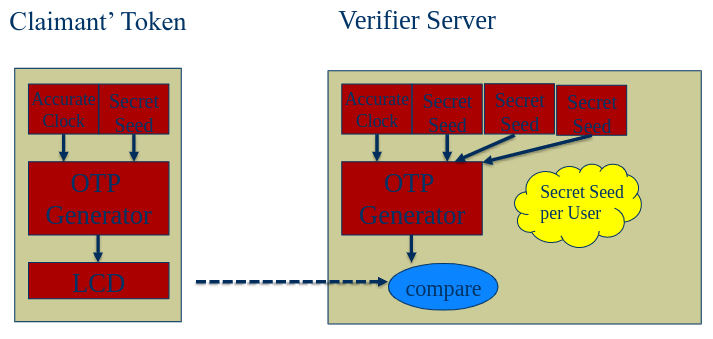 Claimant’ Token
Verifier Server
Accurate
Clock
Secret
Seed
OTP
Generator
LCD
Accurate
Clock
Secret
Seed
Secret
Seed
Secret
Seed
OTP
Generator
Secret Seed
per User
compare